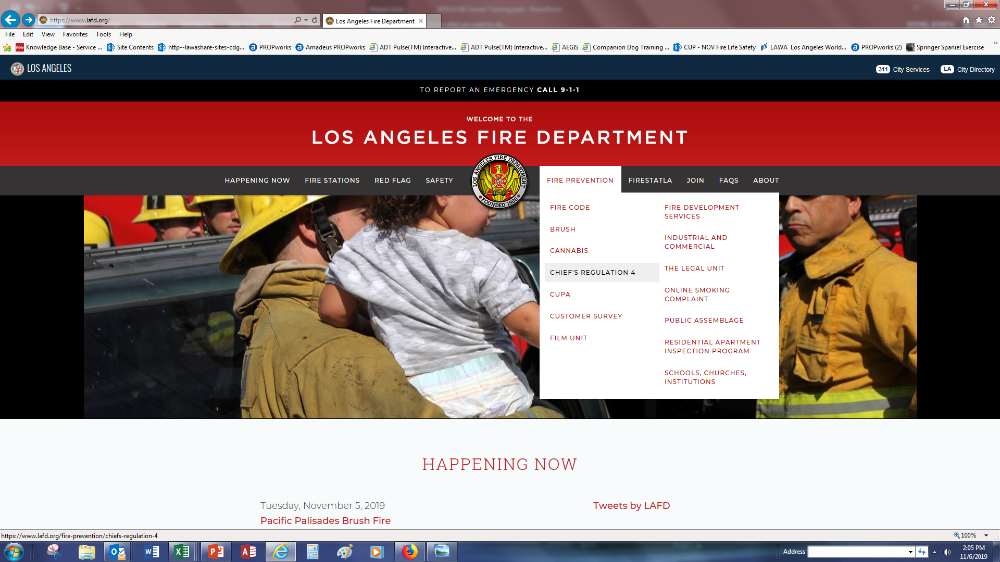 https://www.lafd.org/
Los Angeles Fire Department
File Edit View Favorites Tools Help
Knowledge Base - Service ... Site Contents http--lawashare-sites-cdg... PROPworks Amadeus PROPworks ADT Pulse(TM) Interactive... ADT Pulse(TM) Interactive... AEGIS Companion Dog Training ... CUP - NOV Fire Life Safety LAWA Los Angeles World... PROPworks (2) Springer Spaniel Exercise
LOS ANGELES
311 City Services LA City Directory
TO REPORT AN EMERGENCY CALL 9-1-1
WELCOME TO THE
LOS ANGELES FIRE DEPARTMENT
HAPPENING NOW FIRE STATIONS RED FLAG SAFETY
LOS ANGELES FIRE DEPARTMENT
FOUNDED 1886
FIRE PREVENTION FIRESTATLA JOIN FAQS ABOUT
FIRE CODE
BRUSH
CANNABIS
CHIEF'S REGULATION 4
CUPA
CUSTOMER SURVEY
FILM UNIT
FIRE DEVELOPMENT
SERVICES
INDUSTRIAL AND
COMMERCIAL
THE LEGAL UNIT
ONLINE SMOKING
COMPLAINT
PUBLIC ASSEMBLAGE
RESIDENTIAL APARTMENT
INSPECTION PROGRAM
SCHOOLS, CHURCHES,
INSTITUTIONS
HAPPENING NOW
Tuesday, November 5, 2019
Pacific Palisades Brush Fire
Tweets by LAFD
https://www.lafd.org/fire-prevention/chiefs-regulation-4
100%
Address
2:05 PM
11/6/2019